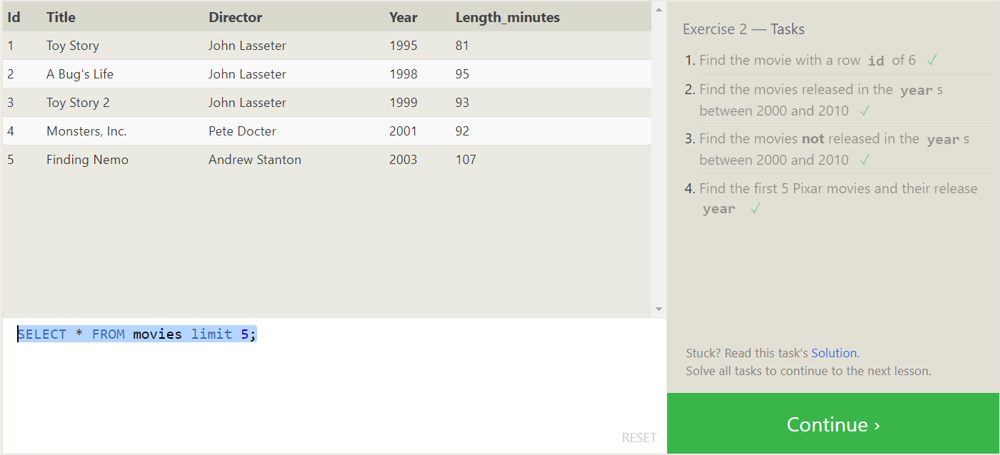 Id Title Director Year Length_minutes
1 Toy Story John Lasseter 1995 81
2 A Bug's Life John Lasseter 1998 95
3 Toy Story 2 John Lasseter 1999 93
4 Monsters, Inc. Pete Docter 2001 92
5 Finding Nemo Andrew Stanton 2003 107
SELECT * FROM movies limit 5;
RESET
Exercise 2 — Tasks
1. Find the movie with a row id of 6 ✓
2. Find the movies released in the year s
between 2000 and 2010 ✓
3. Find the movies not released in the year s
between 2000 and 2010 ✓
4. Find the first 5 Pixar movies and their release
year ✓
Stuck? Read this task's Solution.
Solve all tasks to continue to the next lesson.
Continue ›